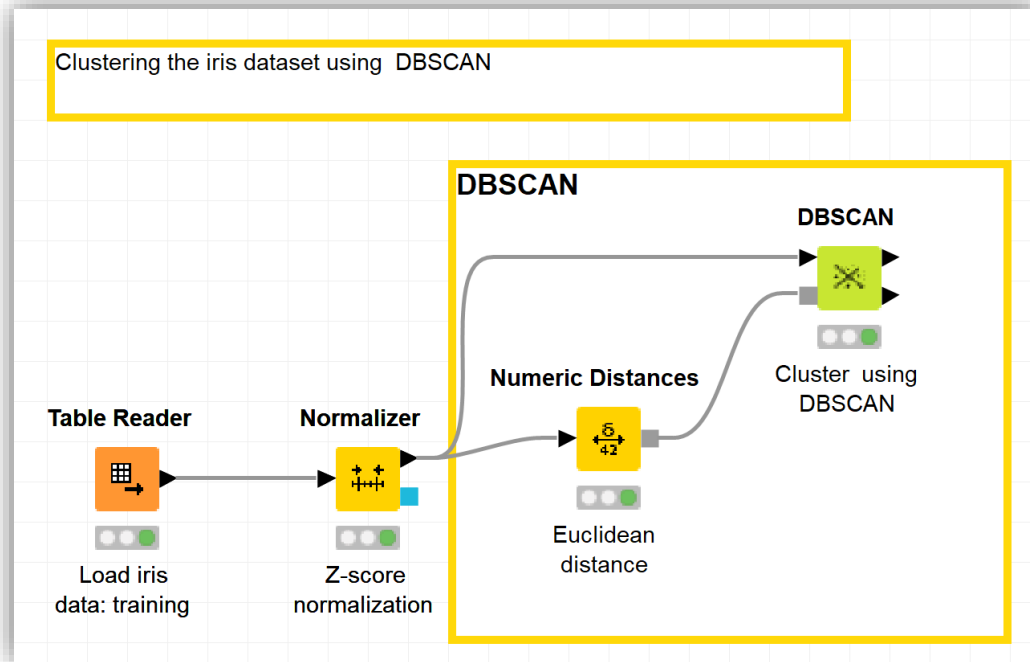 Clustering the iris dataset using  DBSCAN
DBSCAN
DBSCAN
Cluster  using
DBSCAN
Numeric Distances
δ
42
Euclidean
distance
Table Reader
Load iris
data: training
Normalizer
Z-score
normalization